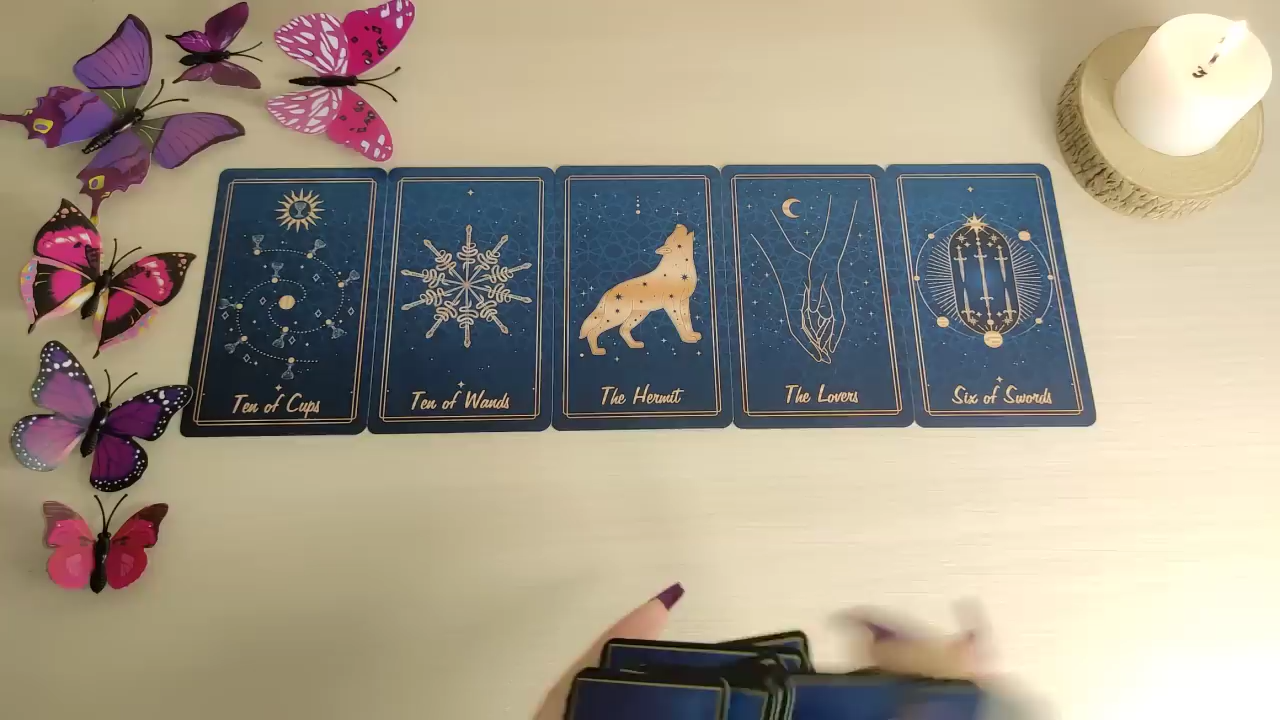 Ten of Cups
Ten of Wands
The Hermit
The Lovers
Six of Swords